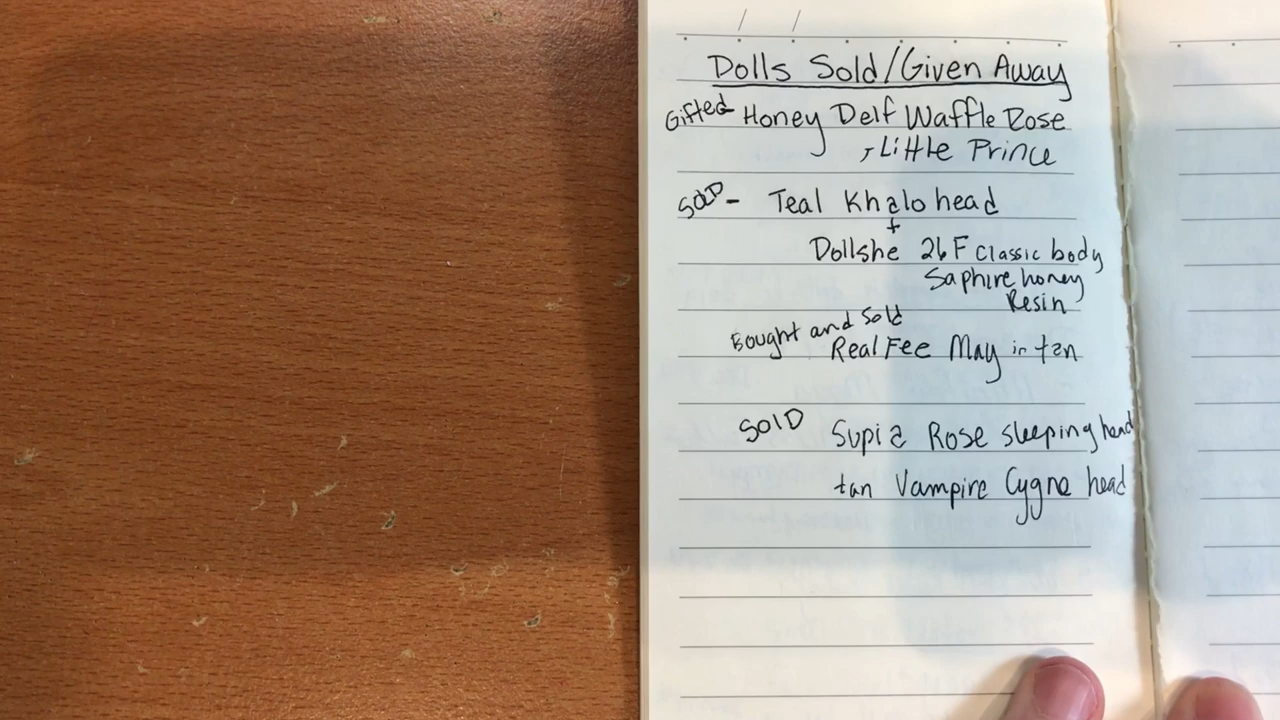 Dolls Sold/Given Away
Gifted Honey Delf Waffle Rose
, Little Prince
SOLD - Teal Khalo head
+
Dollshe 26F Classic body
Saphire honey
Resin
Bought and Sold
RealFee May in tan
SOLD Supia Rose sleeping head
tan Vampire Cygne head